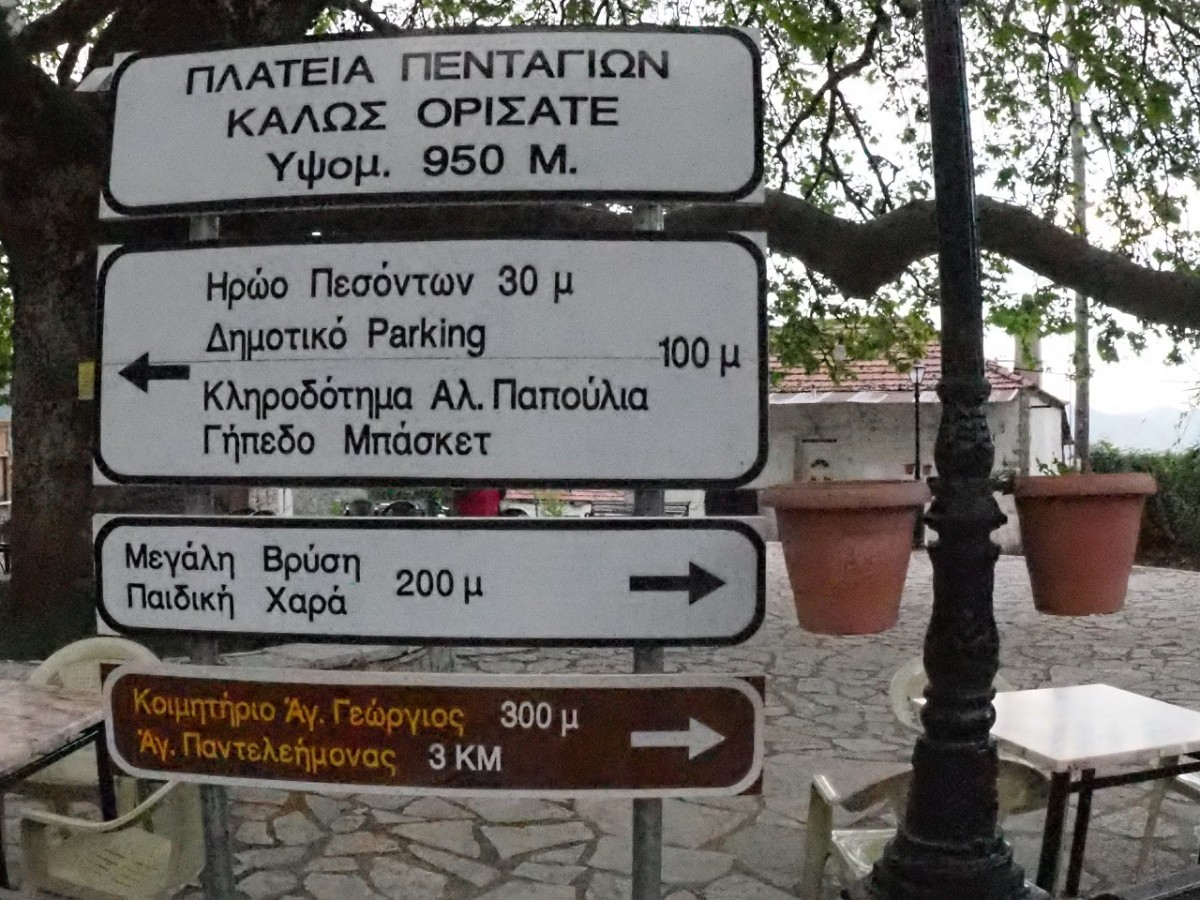 ΠΛΑΤΕΙΑ ΠΕΝΤΑΓΙΩΝ
ΚΑΛΩΣ ΟΡΙΣΑΤΕ
Υψομ. 950 Μ.
Ηρώο Πεσόντων 30 μ
Δημοτικό Parking
100 μ
Κληροδότημα Αλ. Παπούλια
Γήπεδο Μπάσκετ
Μεγάλη Βρύση
200 μ
Παιδική Χαρά
Κοιμητήριο Άγ. Γεώργιος 300 μ
Άγ. Παντελεήμονας 3 ΚΜ